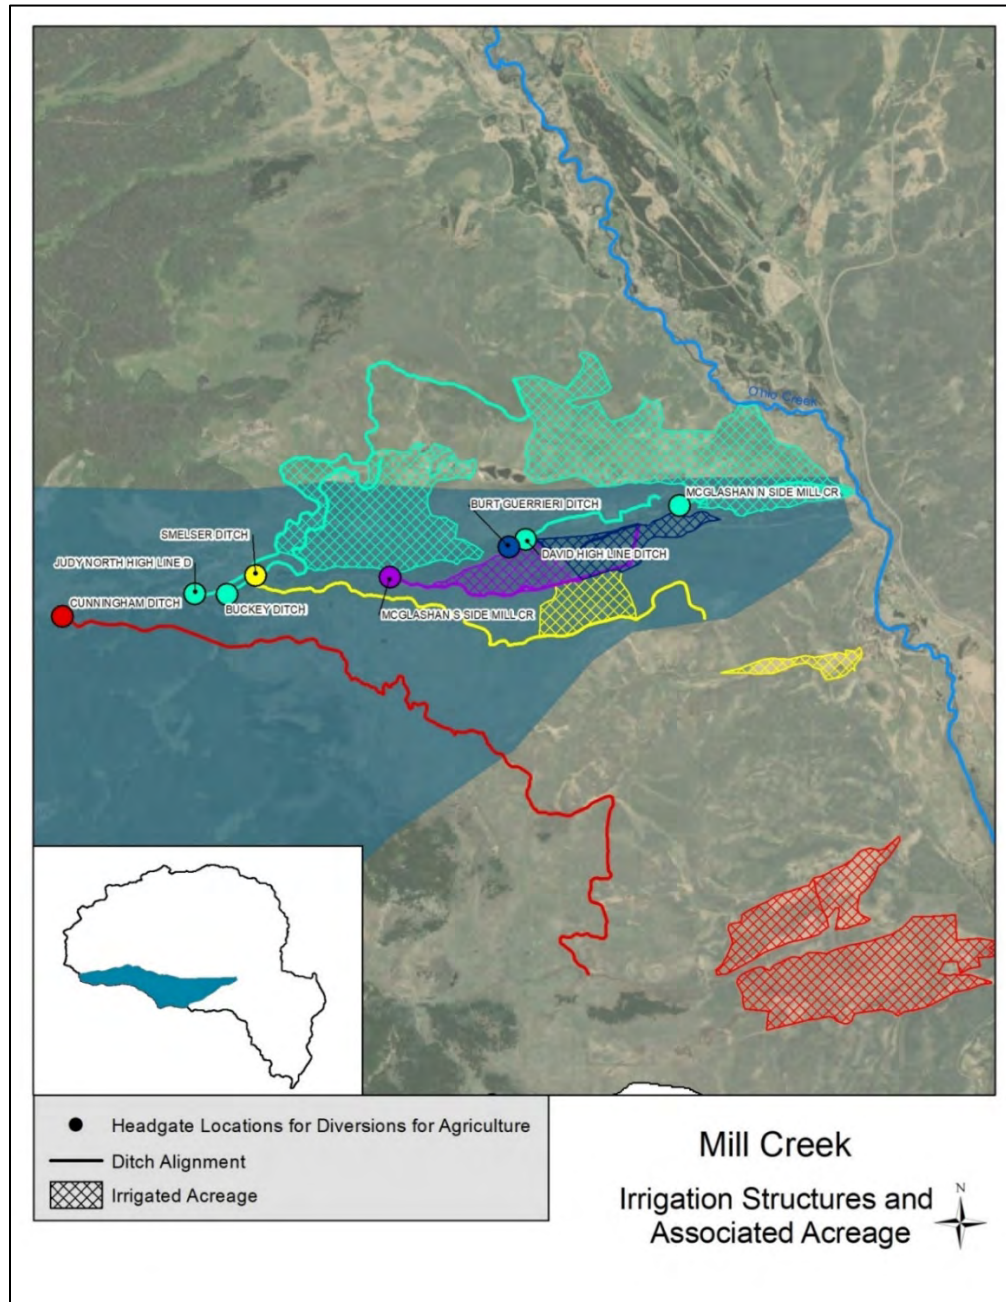 Ohio Creek
MCGLASHAN N SIDE MILL CR
BURT GUERRIERI DITCH
SMELSER DITCH
DAVID HIGH LINE DITCH
JUDY NORTH HIGH LINE D
CUNNINGHAM DITCH
BUCKEY DITCH
MCGLASHAN S SIDE MILL CR
Headgate Locations for Diversions for Agriculture
Ditch Alignment
Irrigated Acreage
Mill Creek
Irrigation Structures and
Associated Acreage
N